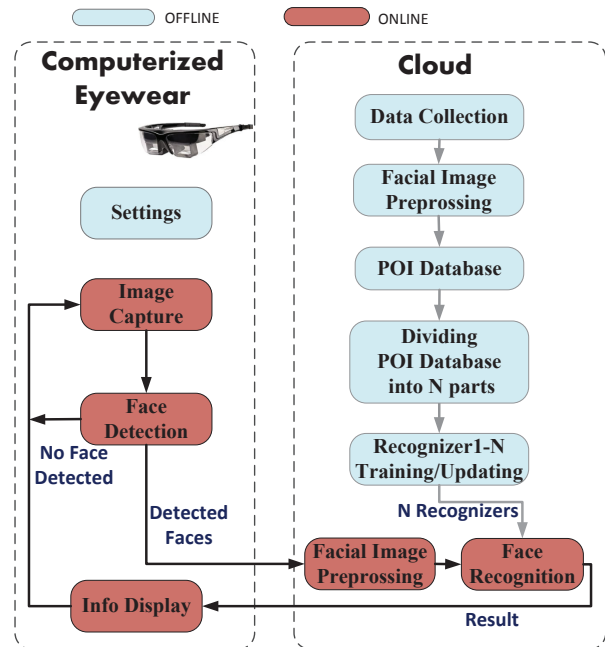 OFFLINE
ONLINE
Computerized
Eyewear
Settings
Image
Capture
Face
Detection
No Face
Detected
Detected
Faces
Info Display
Cloud
Data Collection
Facial Image
Preprossing
POI Database
Dividing
POI Database
into N parts
Recognizer1-N
Training/Updating
N Recognizers
Facial Image
Preprossing
Face
Recognition
Result